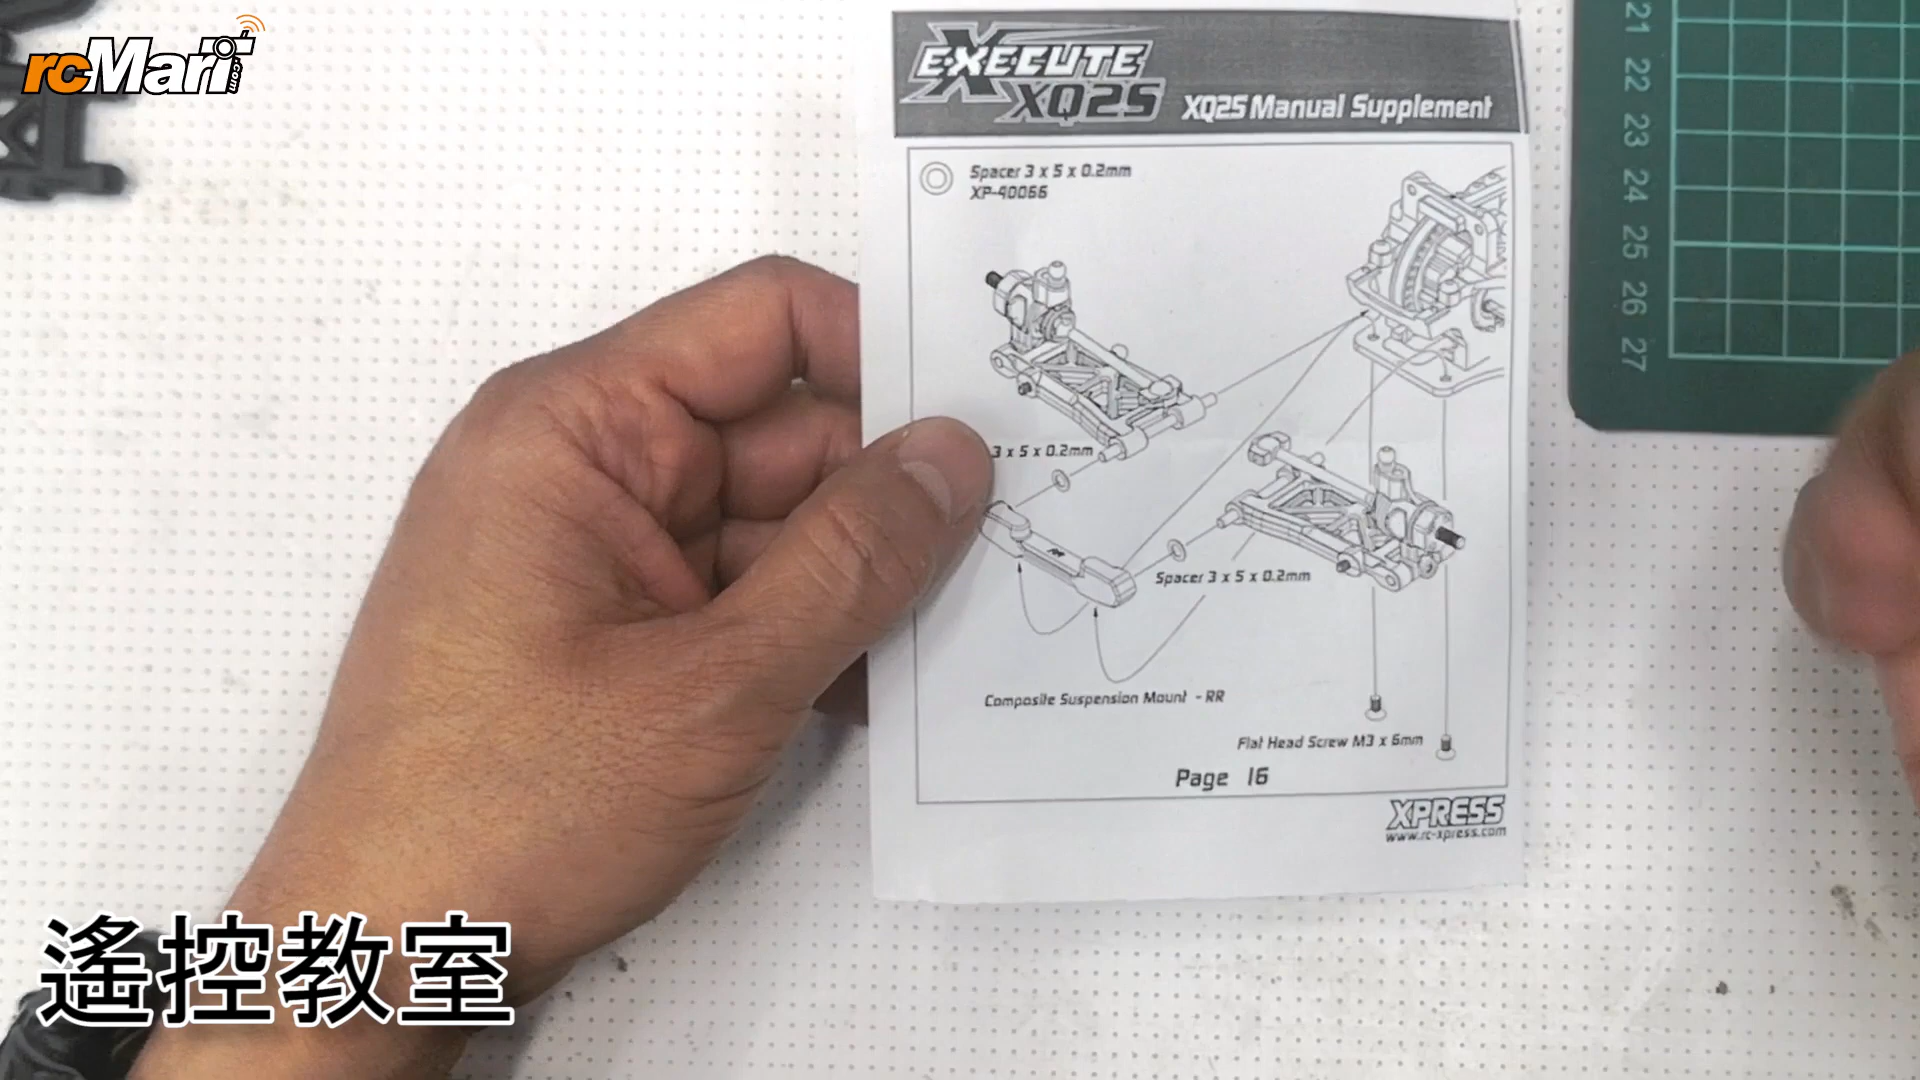 rcMart.com
EXECUTE
XQ2S
XQ2S Manual Supplement
Spacer 3 x 5 x 0.2mm
XP-40066
3 x 5 x 0.2mm
Spacer 3 x 5 x 0.2mm
Composite Suspension Mount - RR
Flat Head Screw M3 x 6mm
Page 16
XPRESS
www.rc-xpress.com
21
22
23
24
25
26
27
遙控教室